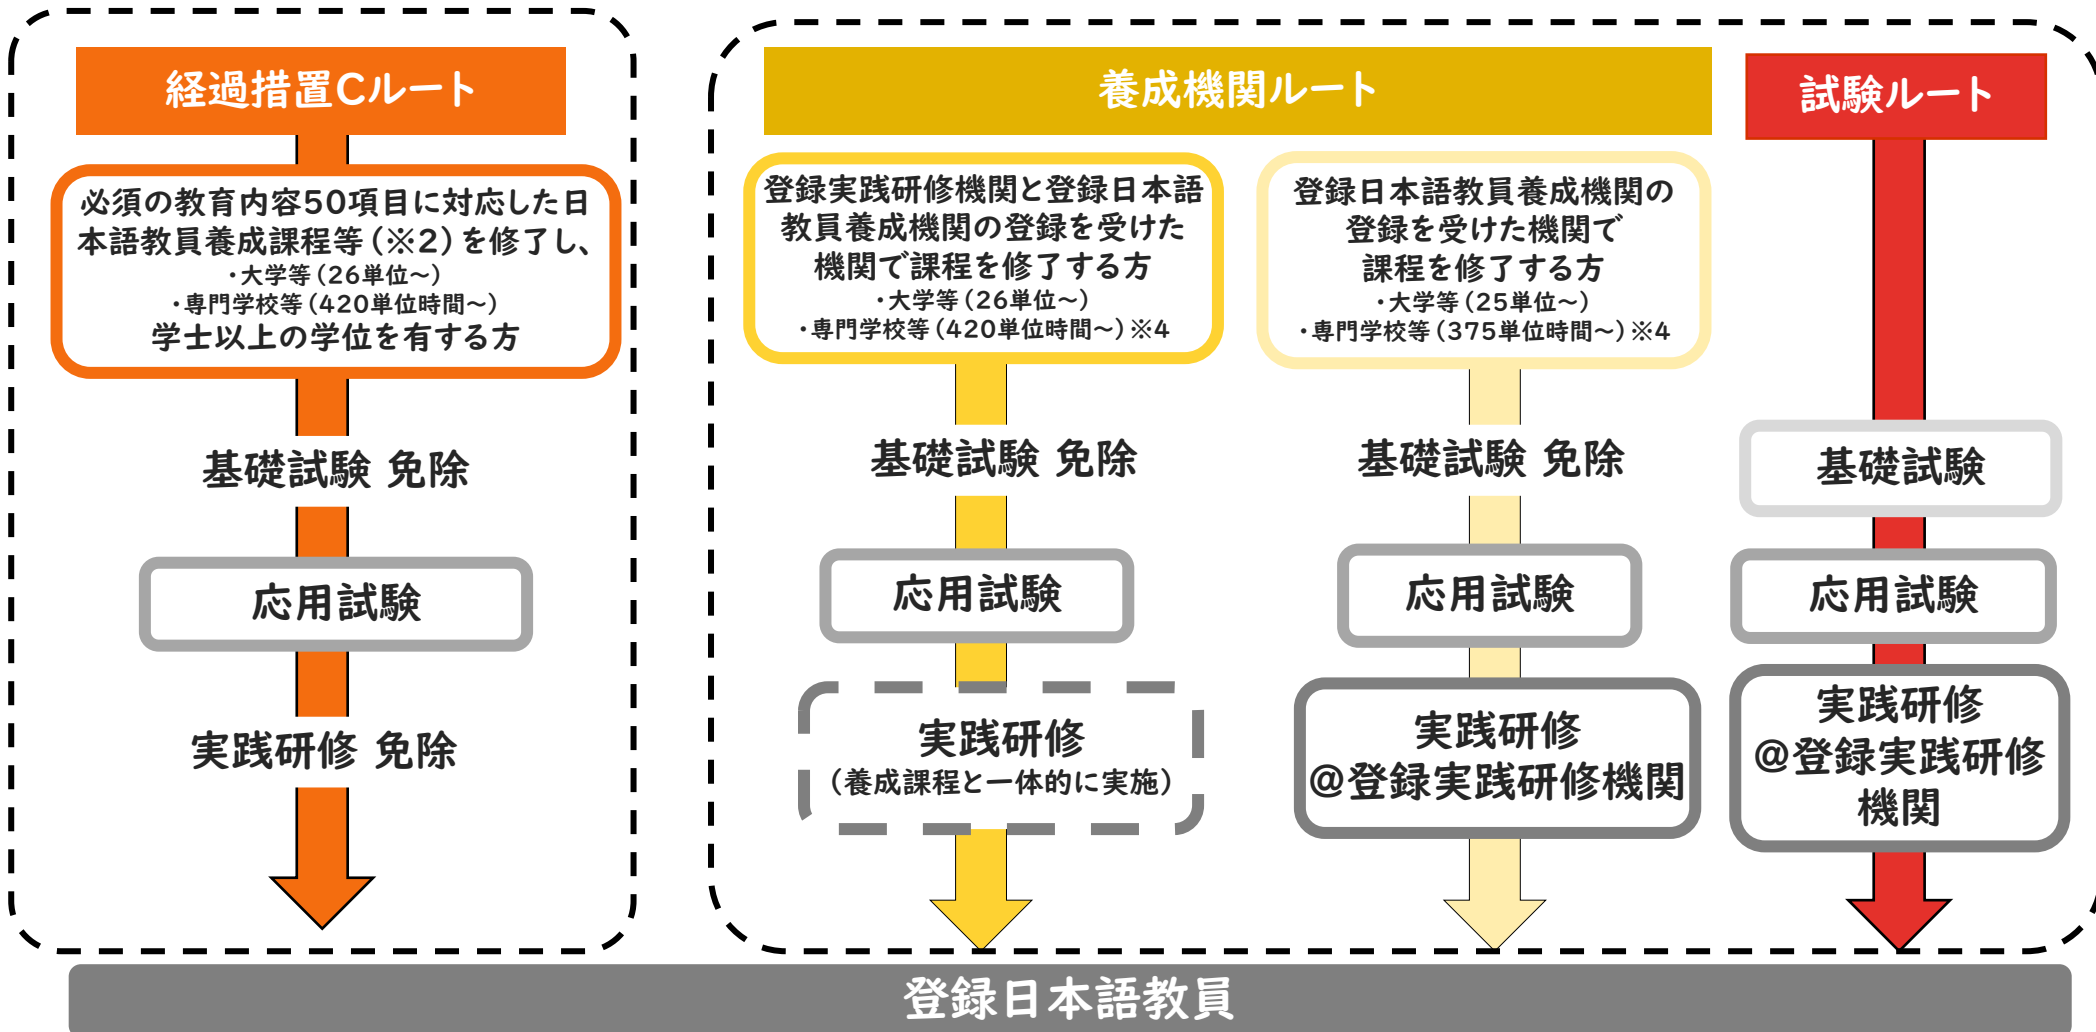 経過措置Cルート
必須の教育内容50項目に対応した日
本語教員養成課程等(※2)を修了し、
・大学等(26単位～)
・専門学校等(420単位時間～)
学士以上の学位を有する方
基礎試験 免除
応用試験
実践研修 免除
養成機関ルート
登録実践研修機関と登録日本語
教員養成機関の登録を受けた
機関で課程を修了する方
・大学等(26単位～)
・専門学校等(420単位時間～)※4
基礎試験 免除
応用試験
実践研修
(養成課程と一体的に実施)
登録日本語教員養成機関の
登録を受けた機関で
課程を修了する方
・大学等(25単位～)
・専門学校等(375単位時間～)※4
基礎試験 免除
応用試験
実践研修
@登録実践研修機関
試験ルート
基礎試験
応用試験
実践研修
@登録実践研修
機関
登録日本語教員